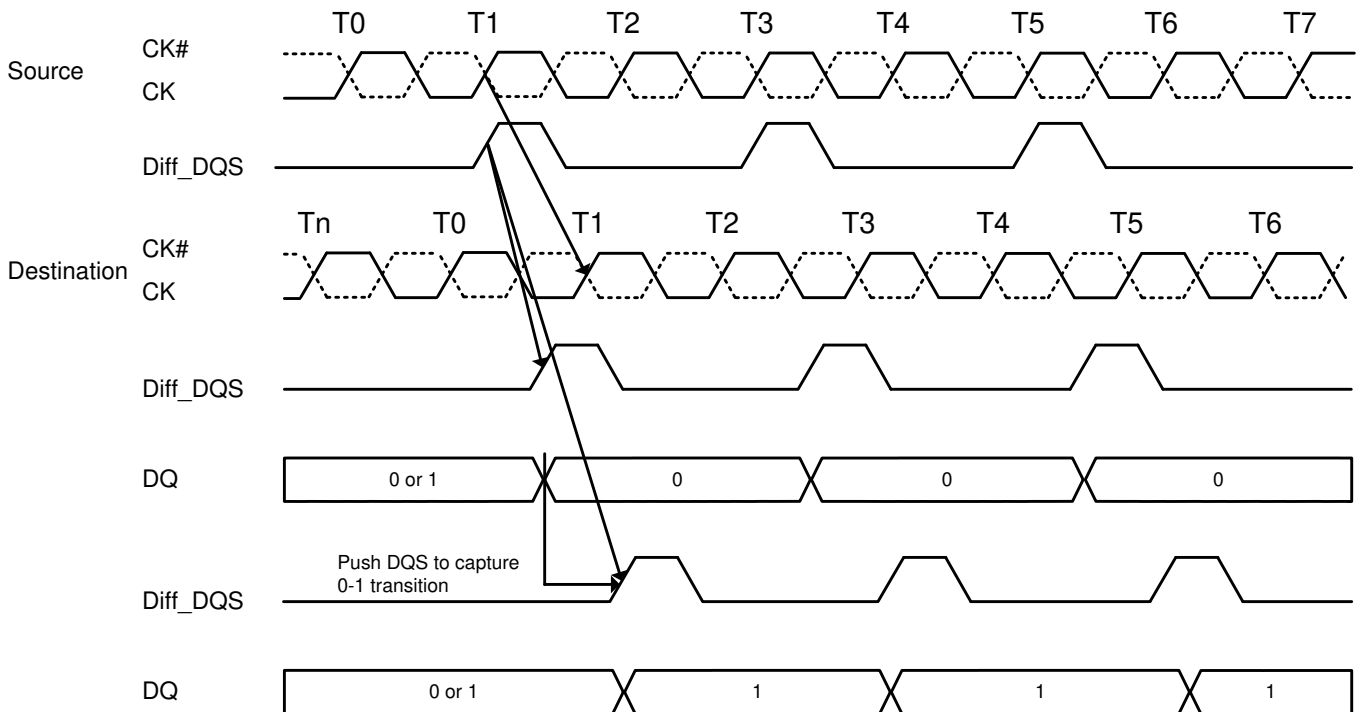 T0 T1 T2 T3 T4 T5 T6 T7
CK#
Source
CK
Diff_DQS
Tn T0 T1 T2 T3 T4 T5 T6
CK#
Destination
CK
Diff_DQS
DQ 0 or 1 0 0 0
Push DQS to capture
0-1 transition
Diff_DQS
DQ 0 or 1 1 1 1